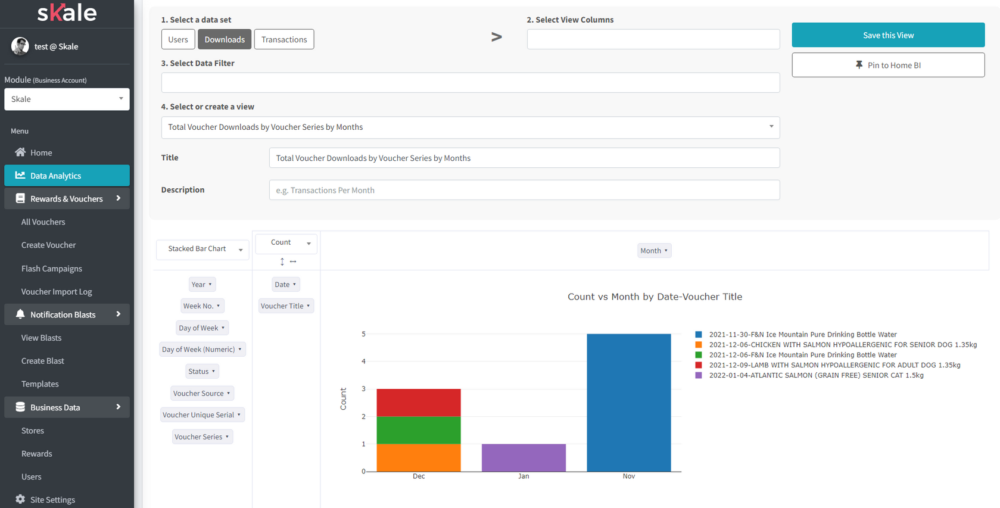 skale
test @ Skale
Module (Business Account)
Skale
Menu
Home
Data Analytics
Rewards & Vouchers
All Vouchers
Create Voucher
Flash Campaigns
Voucher Import Log
Notification Blasts
View Blasts
Create Blast
Templates
Business Data
Stores
Rewards
Users
Site Settings
1. Select a data set
Users
Downloads
Transactions
>
2. Select View Columns
Save this View
Pin to Home BI
3. Select Data Filter
4. Select or create a view
Total Voucher Downloads by Voucher Series by Months
Title
Total Voucher Downloads by Voucher Series by Months
Description
e.g. Transactions Per Month
Stacked Bar Chart
Count
Month
Year
Week No.
Day of Week
Day of Week (Numeric)
Status
Voucher Source
Voucher Unique Serial
Voucher Series
Date
Voucher Title
Count vs Month by Date-Voucher Title
Count
5
4
3
2
1
0
Dec
Jan
Nov
2021-11-30-F&N Ice Mountain Pure Drinking Bottle Water
2021-12-06-CHICKEN WITH SALMON HYPOALLERGENIC FOR SENIOR DOG 1.35kg
2021-12-06-F&N Ice Mountain Pure Drinking Bottle Water
2021-12-09-LAMB WITH SALMON HYPOALLERGENIC FOR ADULT DOG 1.35kg
2022-01-04-ATLANTIC SALMON (GRAIN FREE) SENIOR CAT 1.5kg